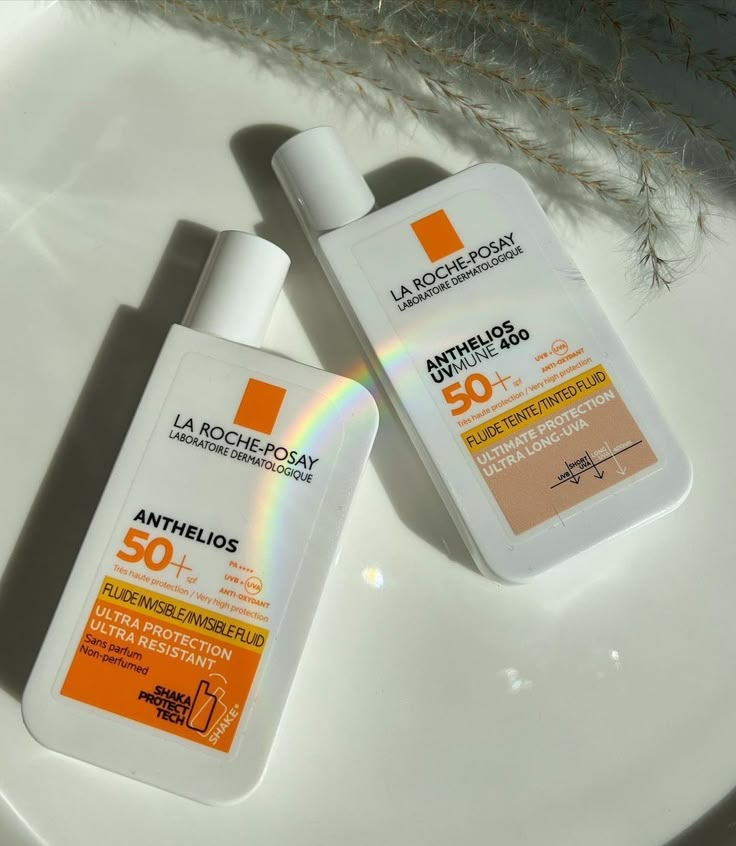 LA ROCHE-POSAY
LABORATOIRE DERMATOLOGIQUE
ANTHELIOS
50+ spf
PA++++
UVB + UVA
ANTI-OXYDANT
Très haute protection / Very high protection
FLUIDE INVISIBLE/INVISIBLE FLUID
ULTRA PROTECTION
ULTRA RESISTANT
Sans parfum
Non-perfumed
SHAKA
PROTECT
TECH
SHAKE
LA ROCHE-POSAY
LABORATOIRE DERMATOLOGIQUE
ANTHELIOS
UVMUNE 400
50+ spf
UVB + UVA
ANTI-OXYDANT
Très haute protection / Very high protection
FLUIDE TEINTE/TINTED FLUID
ULTIMATE PROTECTION
ULTRA LONG-UVA
UVB
SHORT
UVA